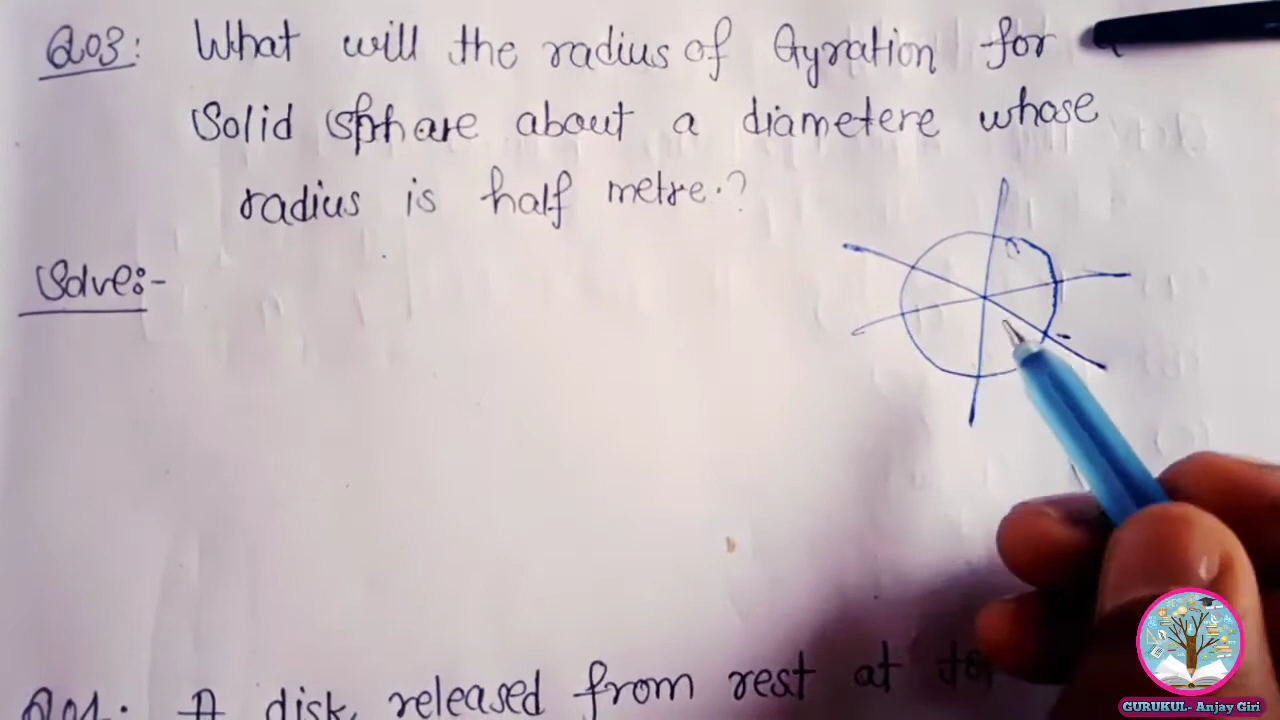 Q03: What will the radius of Gyration for a
Solid Sphare about a diametere whose
radius is half metre.?
Solve:-
A disk released from rest at
GURUKUL- Anjay Giri